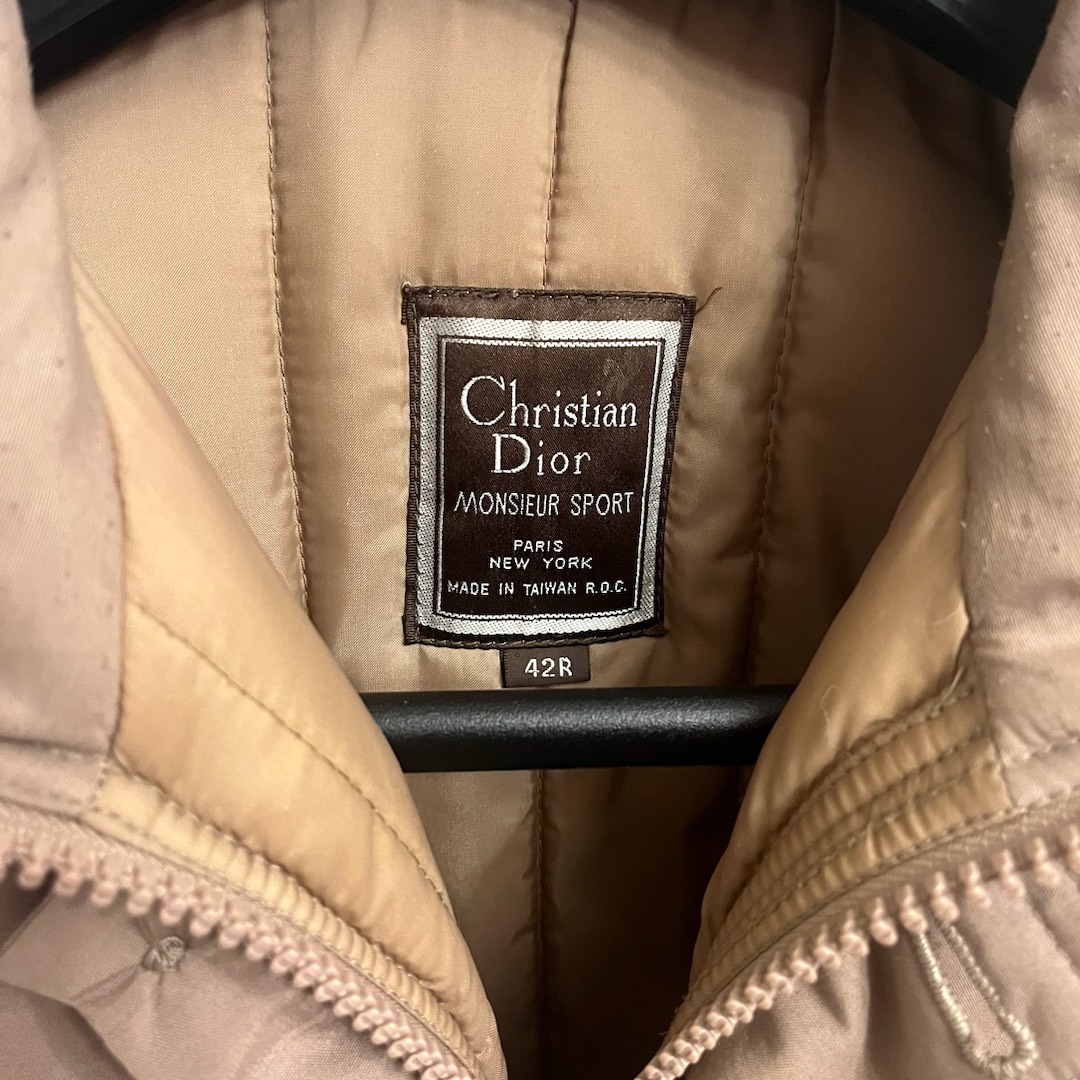 Christian
Dior
MONSIEUR SPORT
PARIS
NEW YORK
MADE IN TAIWAN R.O.C.
42R